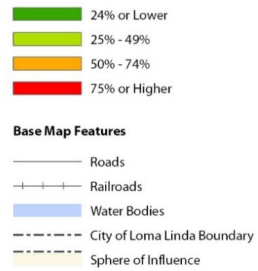 24% or Lower
25% - 49%
50% - 74%
75% or Higher
Base Map Features
Roads
Railroads
Water Bodies
City of Loma Linda Boundary
Sphere of Influence